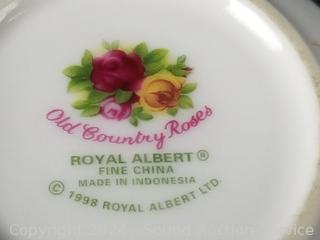 Old Country Roses
ROYAL ALBERT ®
FINE CHINA
MADE IN INDONESIA
© 1998 ROYAL ALBERT LTD.
Copyright 2024 - Sound Auction Service